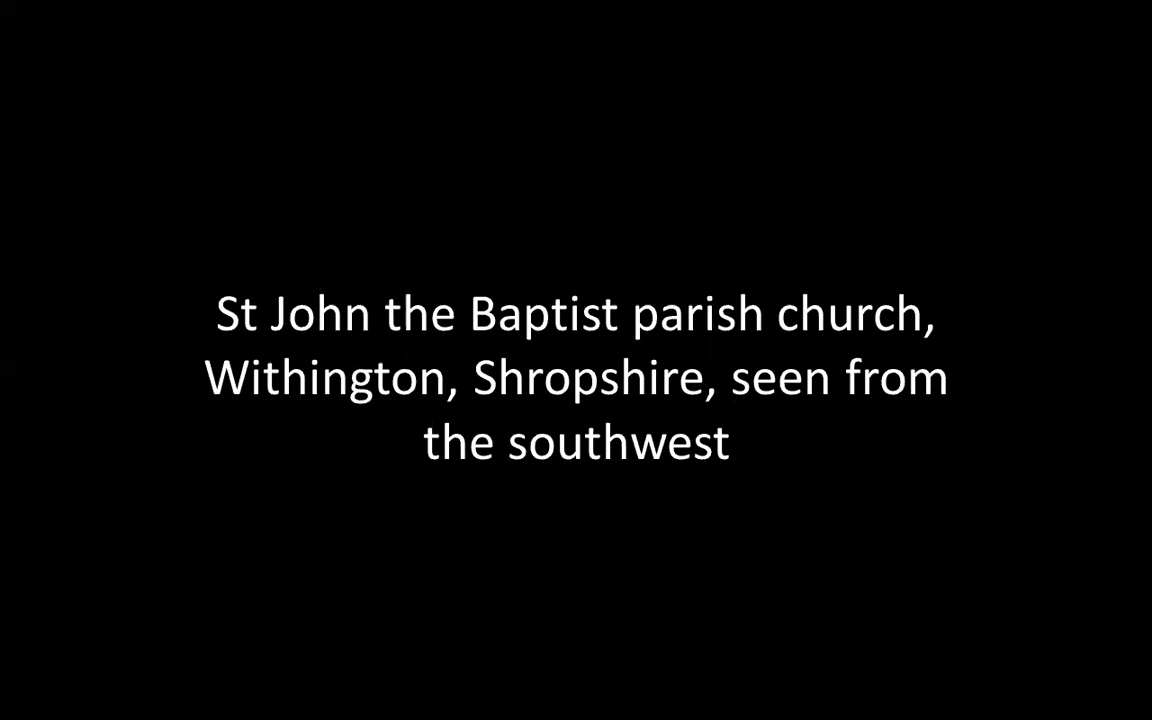 St John the Baptist parish church,
Withington, Shropshire, seen from
the southwest